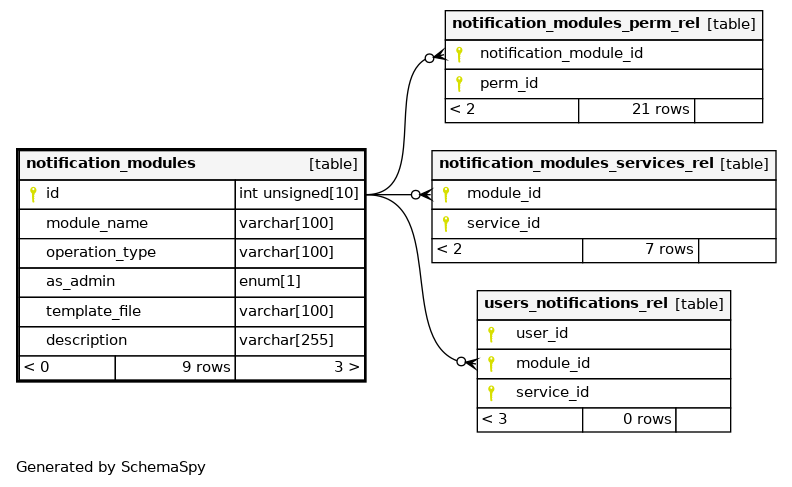 notification_modules_perm_rel [table]
notification_module_id
perm_id
< 2 21 rows
notification_modules [table]
id int unsigned[10]
module_name varchar[100]
operation_type varchar[100]
as_admin enum[1]
template_file varchar[100]
description varchar[255]
< 0 9 rows 3 >
notification_modules_services_rel [table]
module_id
service_id
< 2 7 rows
users_notifications_rel [table]
user_id
module_id
service_id
< 3 0 rows
Generated by SchemaSpy